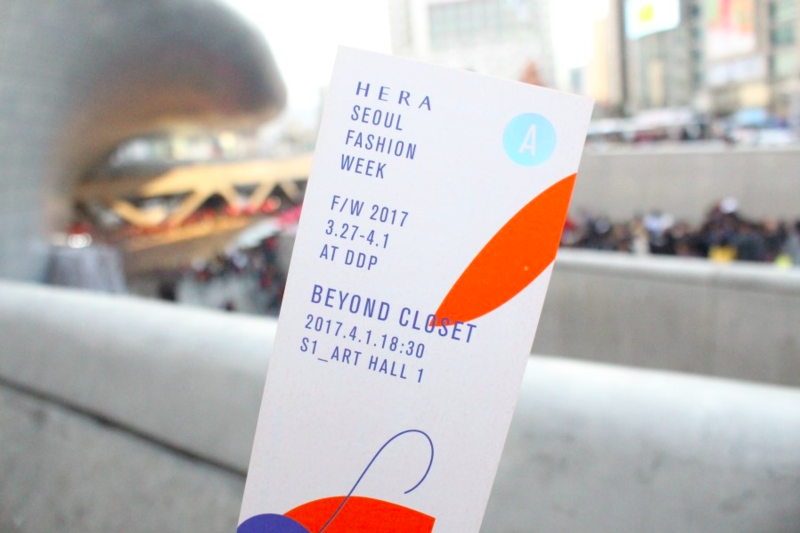 HERA
SEOUL
FASHION
WEEK
A
F/W 2017
3.27-4.1
AT DDP
BEYOND CLOSET
2017.4.1.18:30
S1_ART HALL 1